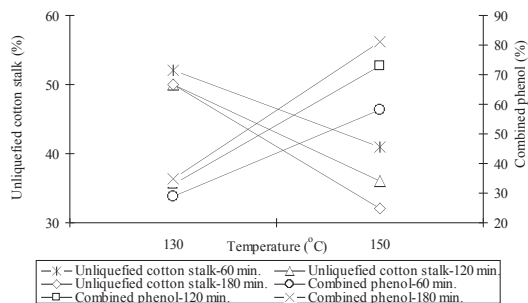 60
50
40
30
Unliquefied cotton stalk (%)
90
80
70
60
50
40
30
20
Combined phenol (%)
130 Temperature (°C) 150
Unliquefied cotton stalk-60 min. Unliquefied cotton stalk-120 min.
Unliquefied cotton stalk-180 min. Combined phenol-60 min.
Combined phenol-120 min. Combined phenol-180 min.